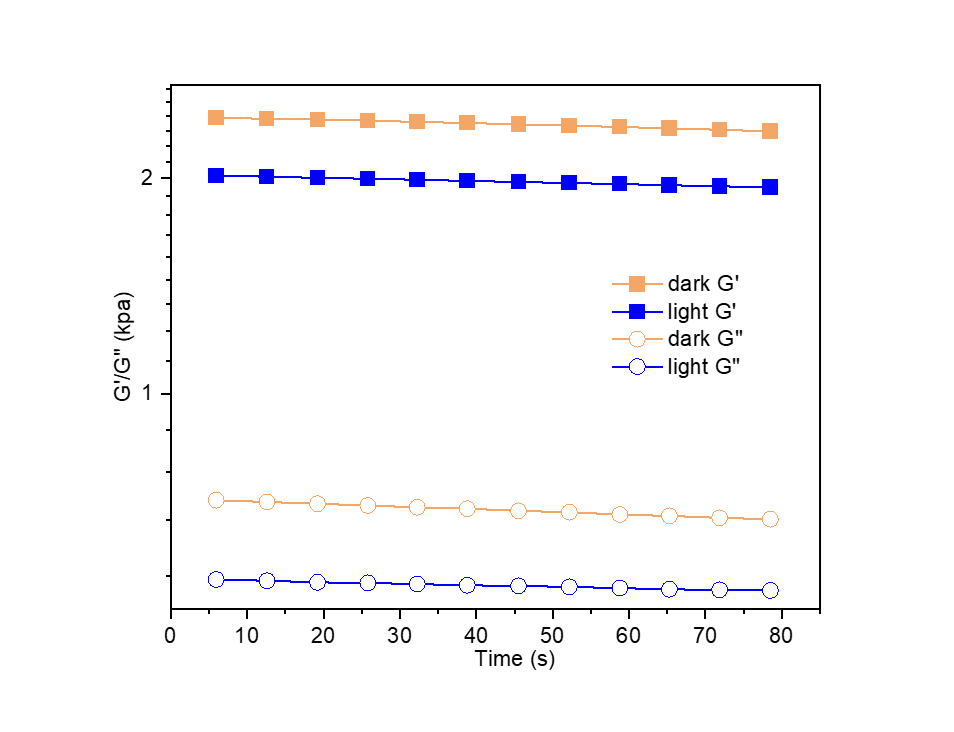 2
1
G'/G" (kpa)
dark G'
light G'
dark G"
light G"
0 10 20 30 40 50 60 70 80
Time (s)